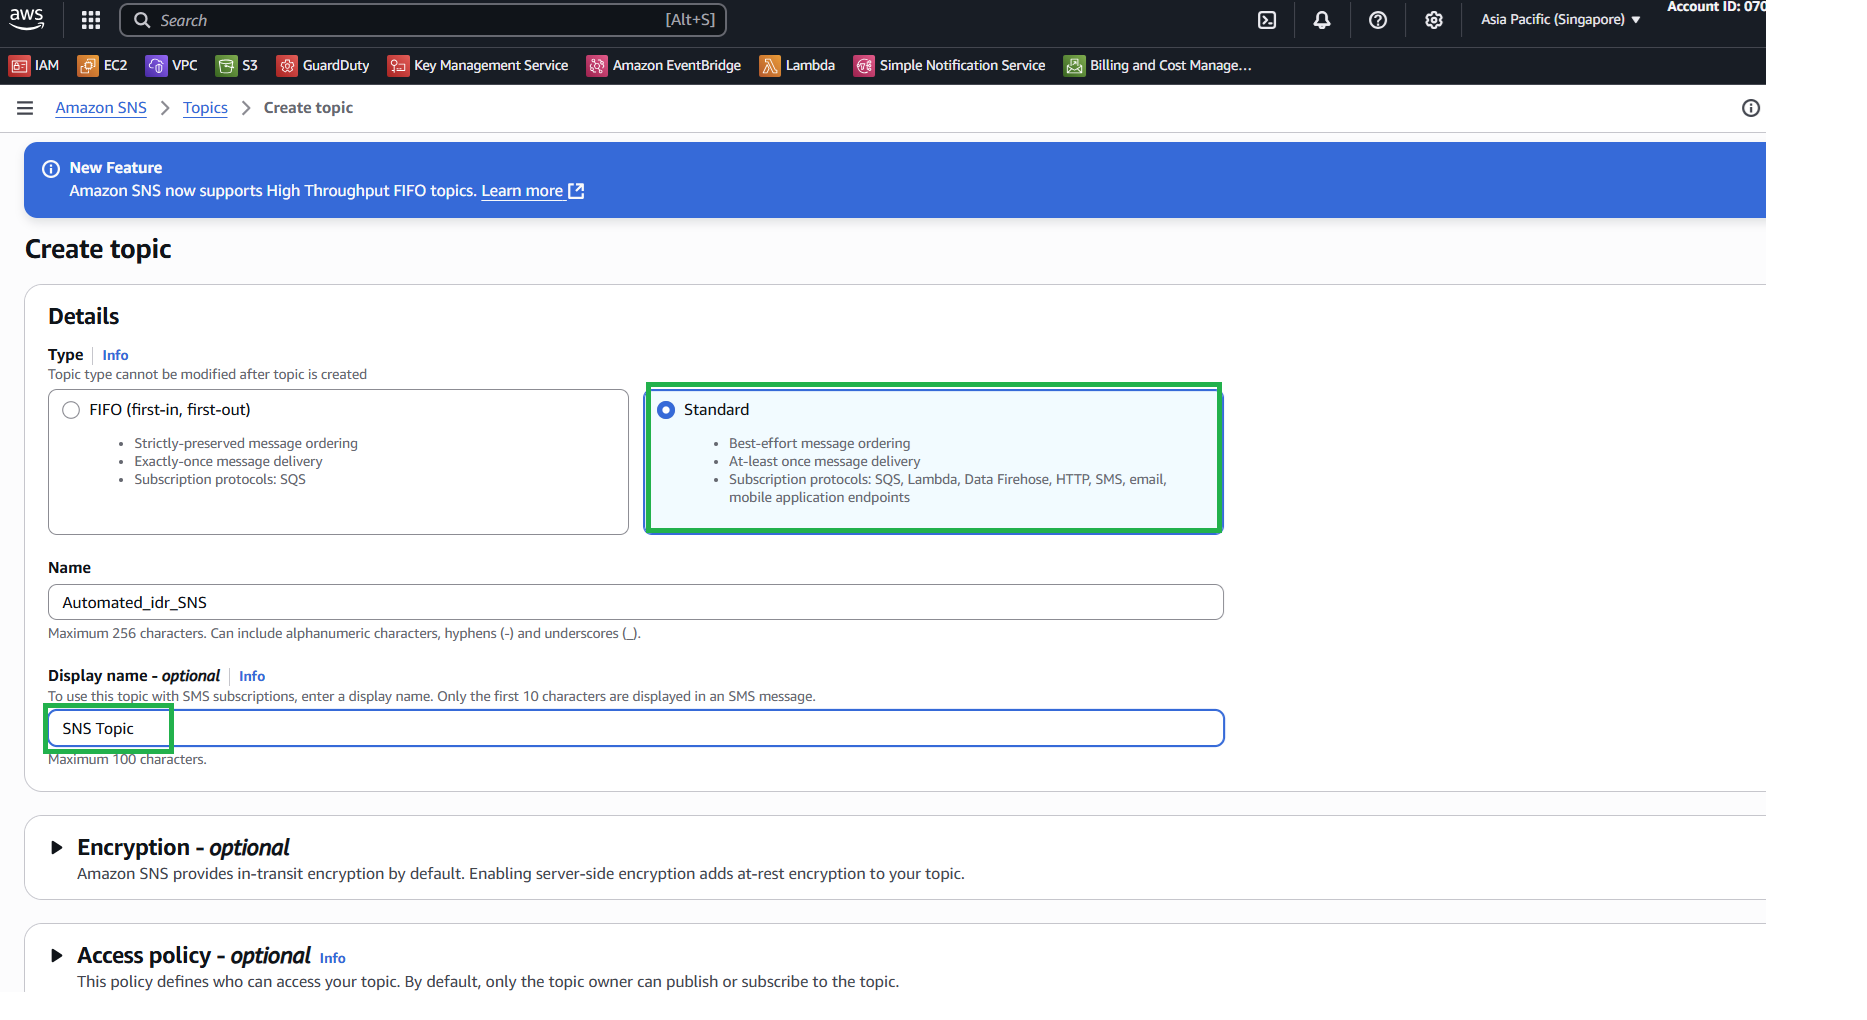 aws
Search [Alt+S]
Asia Pacific (Singapore) ▼
Account ID: 070
IAM EC2 VPC S3 GuardDuty Key Management Service Amazon EventBridge Lambda Simple Notification Service Billing and Cost Manage...
Amazon SNS > Topics > Create topic
New Feature
Amazon SNS now supports High Throughput FIFO topics. Learn more
Create topic
Details
Type Info
Topic type cannot be modified after topic is created
FIFO (first-in, first-out)
• Strictly-preserved message ordering
• Exactly-once message delivery
• Subscription protocols: SQS
Standard
• Best-effort message ordering
• At-least once message delivery
• Subscription protocols: SQS, Lambda, Data Firehose, HTTP, SMS, email,
mobile application endpoints
Name
Automated_idr_SNS
Maximum 256 characters. Can include alphanumeric characters, hyphens (-) and underscores (_).
Display name - optional Info
To use this topic with SMS subscriptions, enter a display name. Only the first 10 characters are displayed in an SMS message.
SNS Topic
Maximum 100 characters.
Encryption - optional
Amazon SNS provides in-transit encryption by default. Enabling server-side encryption adds at-rest encryption to your topic.
Access policy - optional Info
This policy defines who can access your topic. By default, only the topic owner can publish or subscribe to the topic.